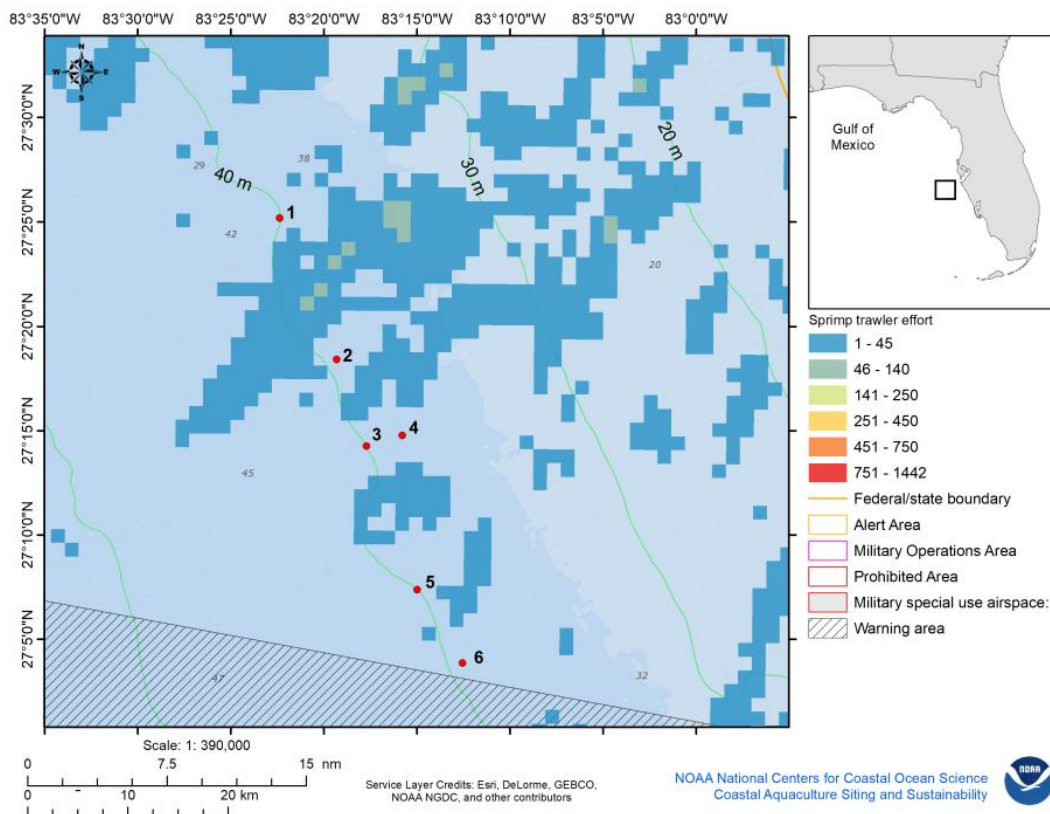 83°35'0"W 83°30'0"W 83°25'0"W 83°20'0"W 83°15'0"W 83°10'0"W 83°5'0"W 83°0'0"W
N
W E
S
27°30'0"N
27°25'0"N
27°20'0"N
27°15'0"N
27°10'0"N
27°5'0"N
29
38
40 m
30 m
20 m
1
42
20
2
3
4
45
5
6
47
32
Gulf of
Mexico
Sprimp trawler effort
1 - 45
46 - 140
141 - 250
251 - 450
451 - 750
751 - 1442
Federal/state boundary
Alert Area
Military Operations Area
Prohibited Area
Military special use airspace:
Warning area
Scale: 1: 390,000
0 7.5 15 nm
0 10 20 km
Service Layer Credits: Esri, DeLorme, GEBCO,
NOAA NGDC, and other contributors
NOAA National Centers for Coastal Ocean Science
Coastal Aquaculture Siting and Sustainability
NOAA